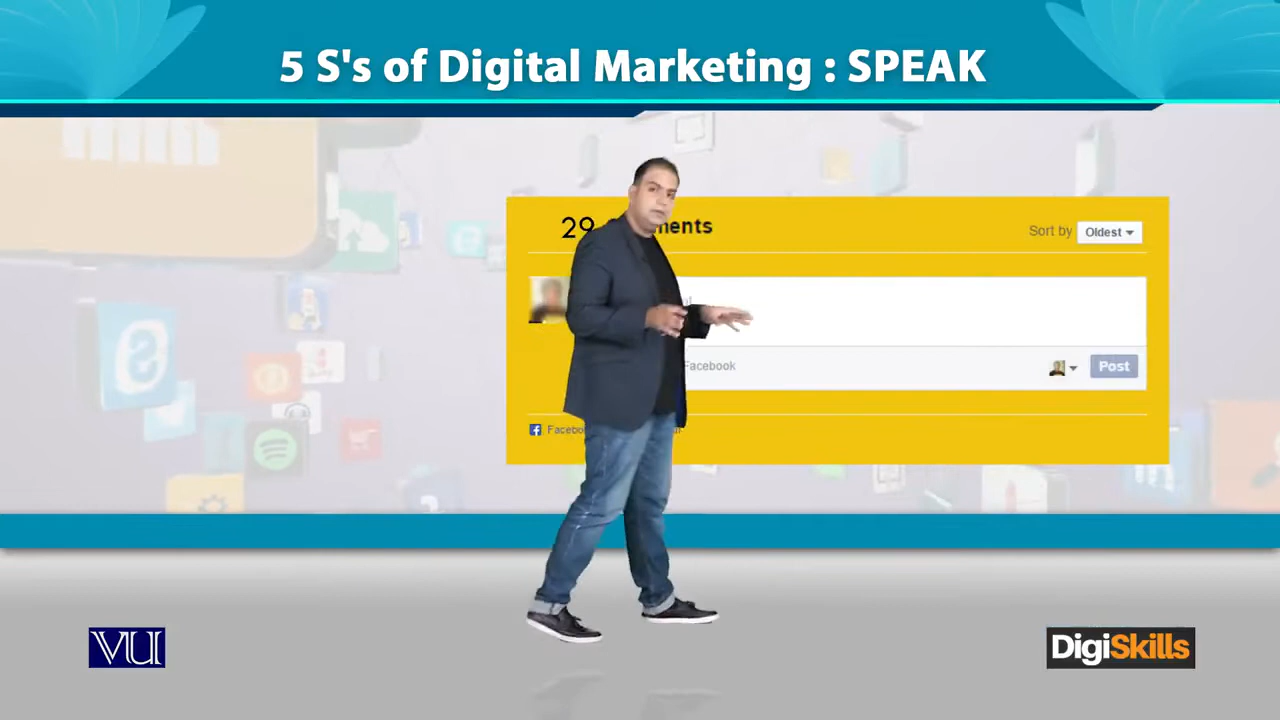 5 S's of Digital Marketing : SPEAK
29
Sort by Oldest
Facebook
Post
VU
DigiSkills